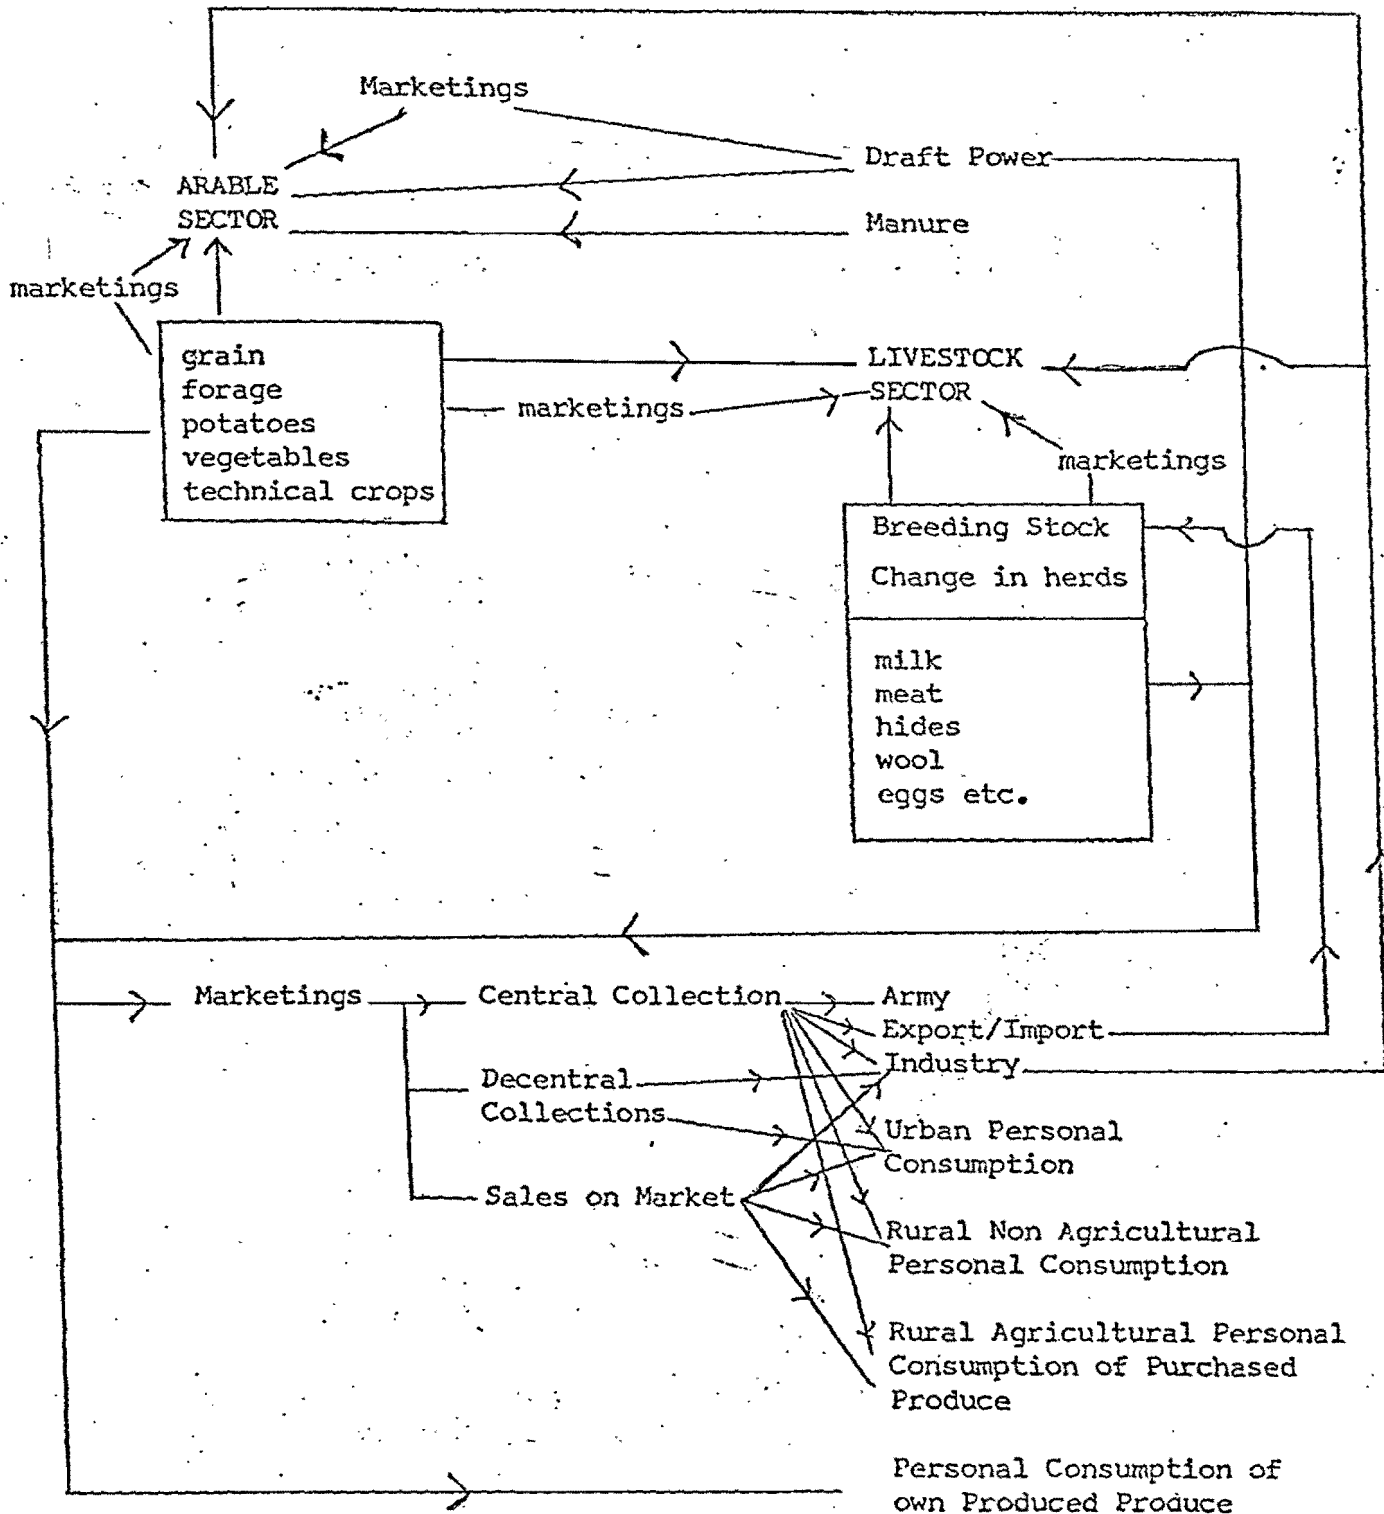 Marketings
Draft Power
ARABLE
SECTOR
Manure
marketings
grain
forage
potatoes
vegetables
technical crops
LIVESTOCK
SECTOR
marketings
marketings
Breeding Stock
Change in herds
milk
meat
hides
wool
eggs etc.
Marketings
Central Collection
Army
Export/Import
Industry
Decentral
Collections
Urban Personal
Consumption
Sales on Market
Rural Non Agricultural
Personal Consumption
Rural Agricultural Personal
Consumption of Purchased
Produce
Personal Consumption of
own Produced Produce